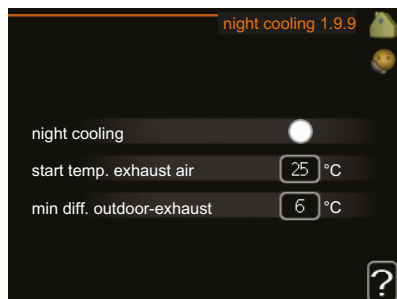 night cooling 1.9.9
night cooling
start temp. exhaust air 25 °C
min diff. outdoor-exhaust 6 °C
?